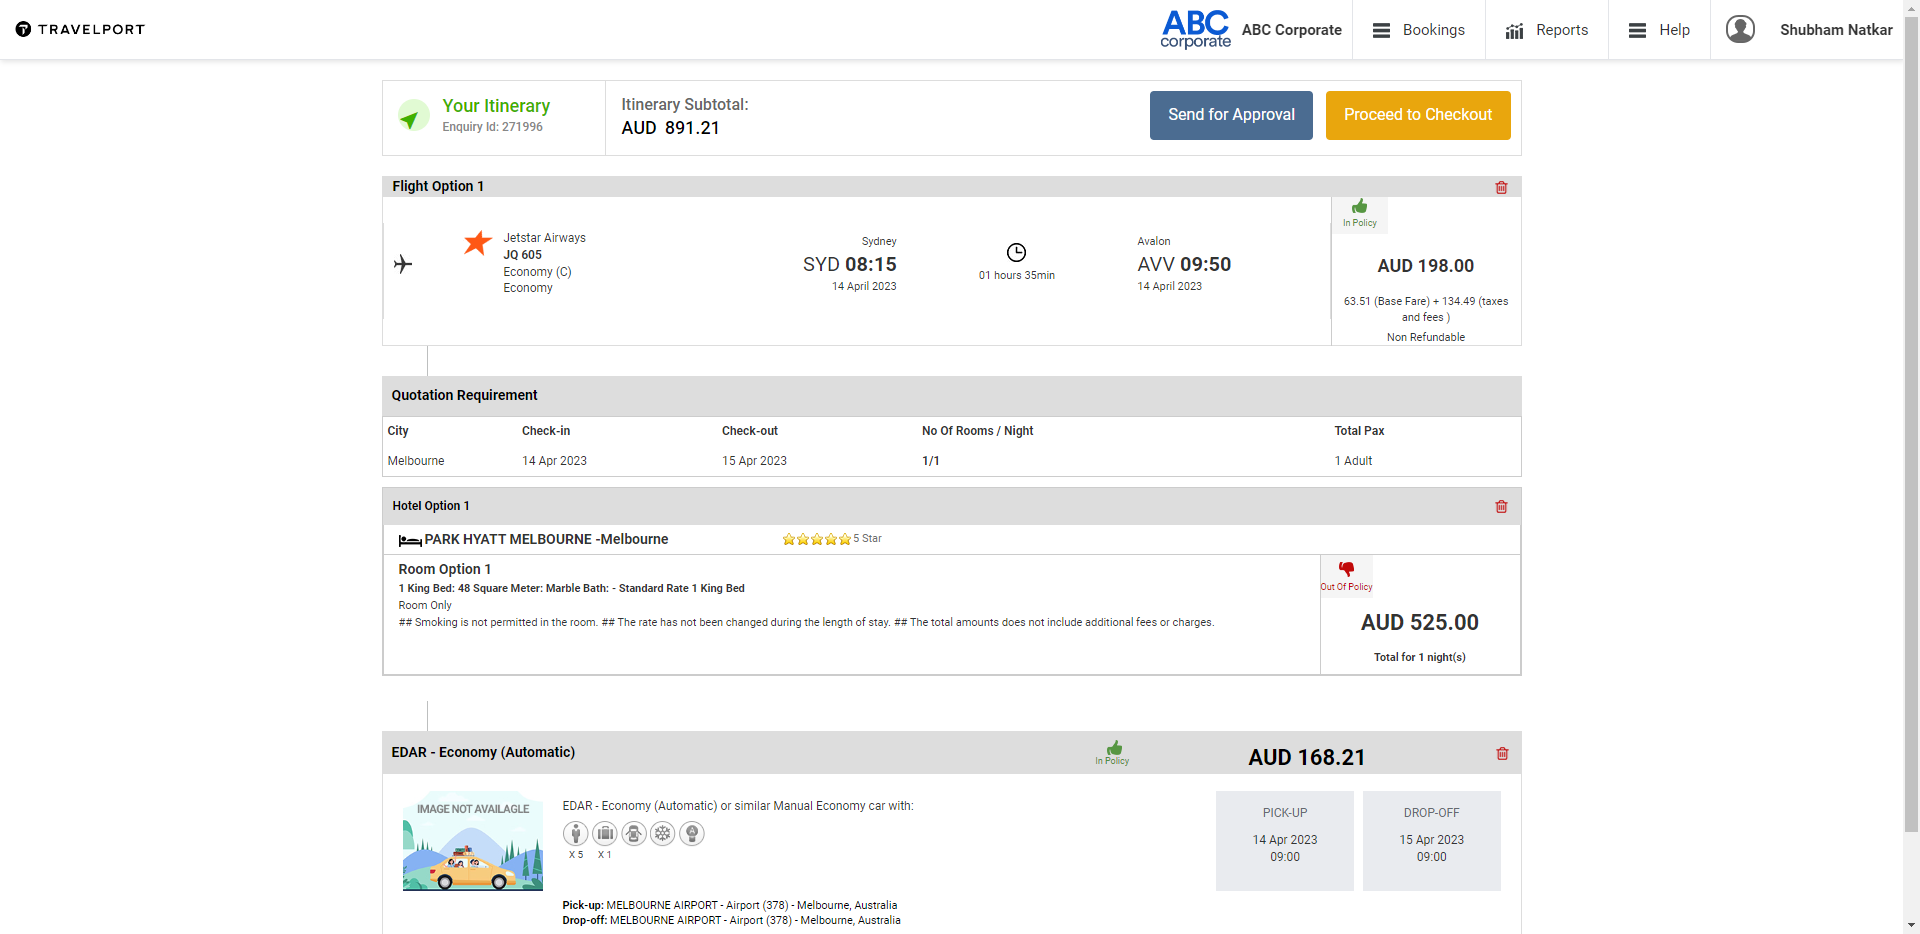 TRAVELPORT
ABC
corporate
ABC Corporate
Bookings
Reports
Help
Shubham Natkar
Your Itinerary
Enquiry Id: 271996
Itinerary Subtotal:
AUD 891.21
Send for Approval
Proceed to Checkout
Flight Option 1
In Policy
Jetstar Airways
JQ 605
Economy (C)
Economy
Sydney
SYD 08:15
14 April 2023
01 hours 35min
Avalon
AVV 09:50
14 April 2023
AUD 198.00
63.51 (Base Fare) + 134.49 (taxes
and fees )
Non Refundable
Quotation Requirement
City Check-in Check-out No Of Rooms / Night Total Pax
Melbourne 14 Apr 2023 15 Apr 2023 1/1 1 Adult
Hotel Option 1
PARK HYATT MELBOURNE -Melbourne 5 Star
Room Option 1
1 King Bed: 48 Square Meter: Marble Bath: - Standard Rate 1 King Bed
Room Only
## Smoking is not permitted in the room. ## The rate has not been changed during the length of stay. ## The total amounts does not include additional fees or charges.
Out Of Policy
AUD 525.00
Total for 1 night(s)
EDAR - Economy (Automatic)
In Policy
AUD 168.21
IMAGE NOT AVAILAGLE
EDAR - Economy (Automatic) or similar Manual Economy car with:
A
X 5 X 1
PICK-UP
14 Apr 2023
09:00
DROP-OFF
15 Apr 2023
09:00
Pick-up: MELBOURNE AIRPORT - Airport (378) - Melbourne, Australia
Drop-off: MELBOURNE AIRPORT - Airport (378) - Melbourne, Australia